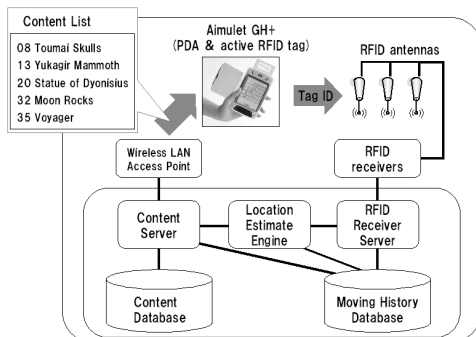 Content List
08 Toumai Skulls
13 Yukagir Mammoth
20 Statue of Dyonisius
32 Moon Rocks
35 Voyager
Aimulet GH+
(PDA & active RFID tag)
RFID antennas
Tag ID
Wireless LAN
Access Point
RFID
receivers
Content
Server
Location
Estimate
Engine
RFID
Receiver
Server
Content
Database
Moving History
Database